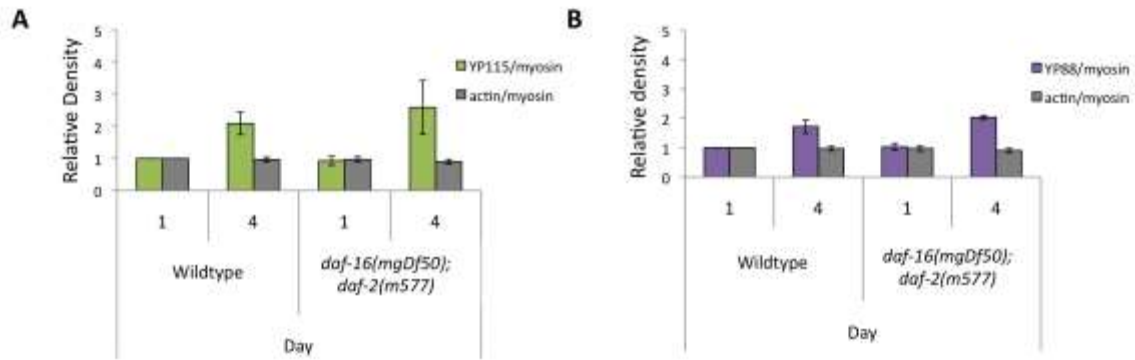 A
Relative Density
5
4
3
2
1
0
YP115/myosin
actin/myosin
1
4
1
4
Wildtype
daf-16(mgDf50);
daf-2(m577)
Day
B
Relative density
5
4
3
2
1
0
YP88/myosin
actin/myosin
1
4
1
4
Wildtype
daf-16(mgDf50);
daf-2(m577)
Day